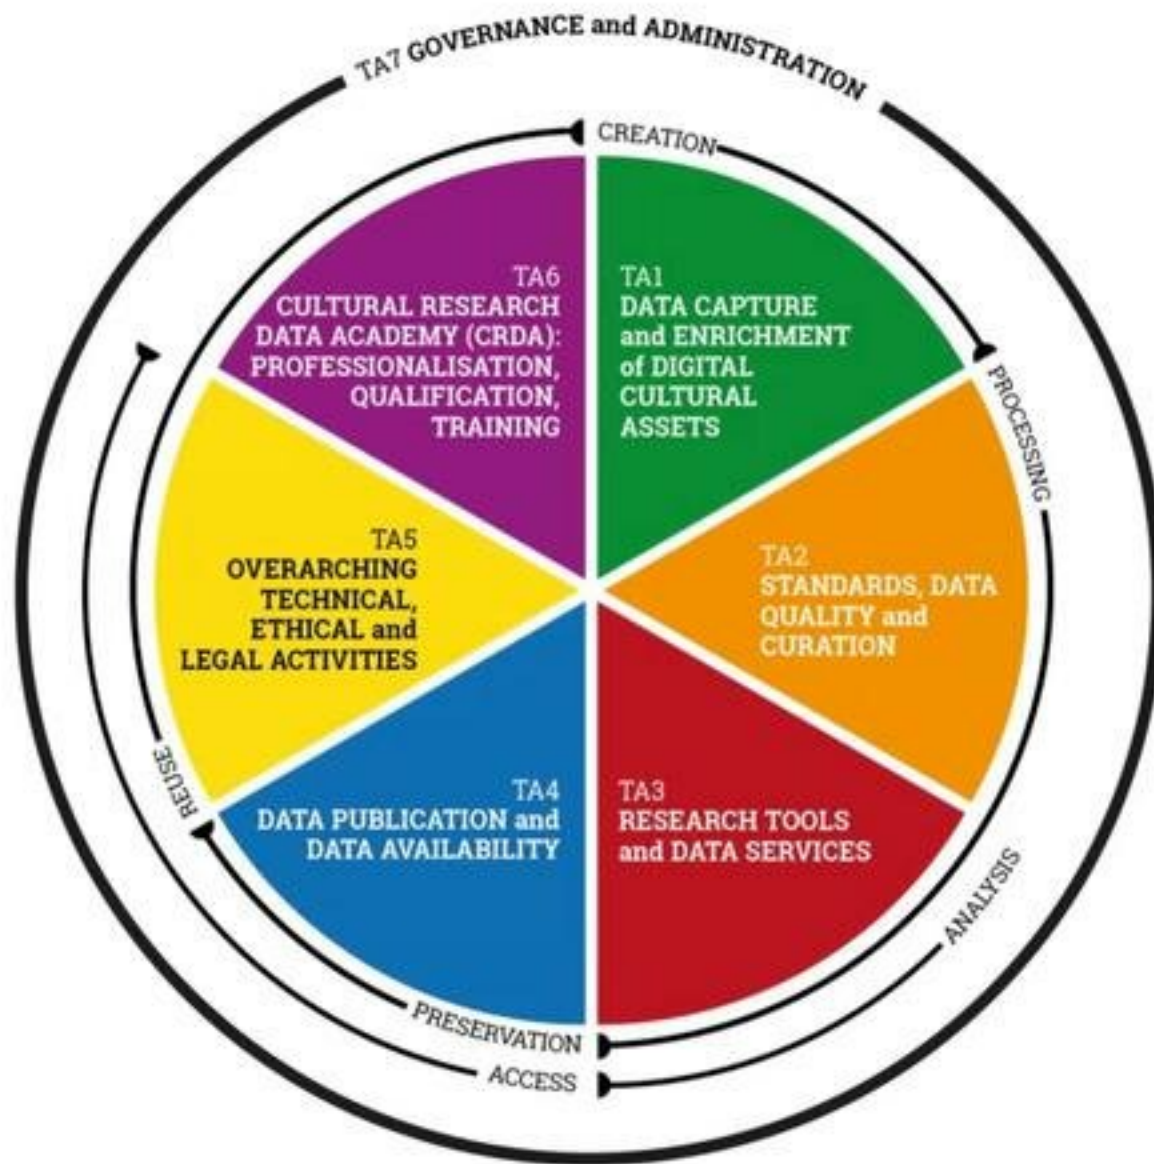 TA7 GOVERNANCE and ADMINISTRATION
CREATION
TA6
CULTURAL RESEARCH
DATA ACADEMY (CRDA):
PROFESSIONALISATION,
QUALIFICATION,
TRAINING
TA1
DATA CAPTURE
and ENRICHMENT
of DIGITAL
CULTURAL
ASSETS
PROCESSING
TA5
OVERARCHING
TECHNICAL,
ETHICAL and
LEGAL ACTIVITIES
TA2
STANDARDS, DATA
QUALITY and
CURATION
REUSE
TA4
DATA PUBLICATION and
DATA AVAILABILITY
TA3
RESEARCH TOOLS
and DATA SERVICES
ANALYSIS
PRESERVATION
ACCESS